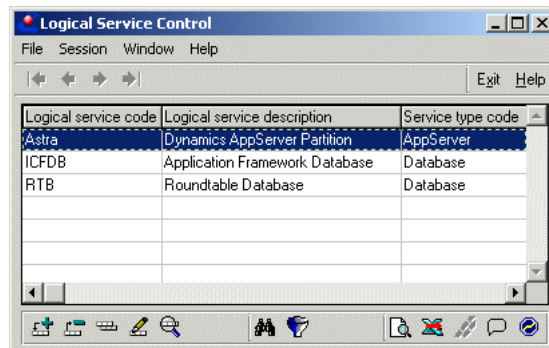 Logical Service Control
File Session Window Help
Exit Help
Logical service code Logical service description Service type code
Astra Dynamics AppServer Partition AppServer
ICFDB Application Framework Database Database
RTB Roundtable Database Database